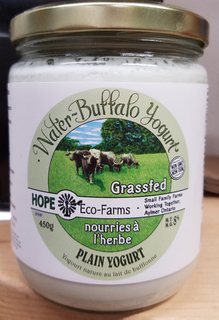 Water-Buffalo Yogurt
Grassfed
HOPE Eco-Farms
Small Family Farms
Working Together,
Aylmer Ontario
450g
nourries à
l'herbe
PLAIN YOGURT
Yogourt nature au lait de bufflonne